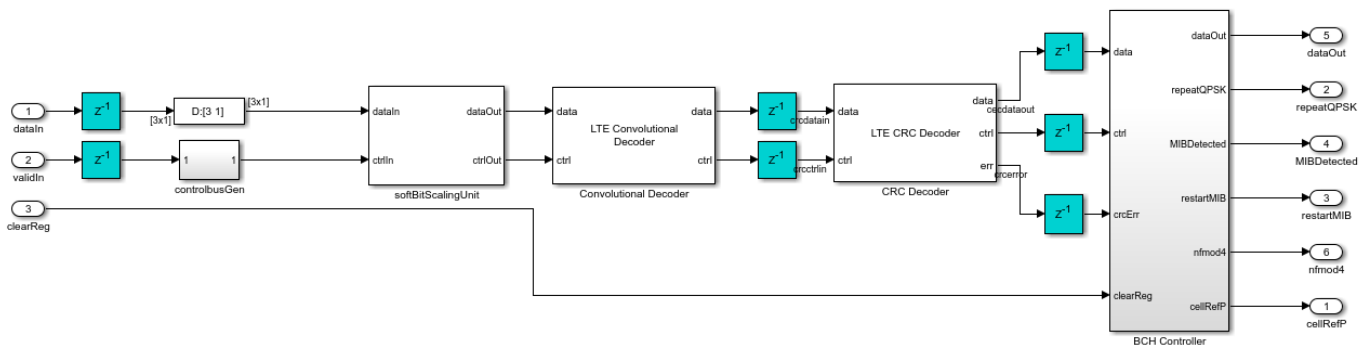 1
dataIn
z-1
[3x1]
D:[3 1]
[3x1]
2
validIn
z-1
1 1
controlbusGen
3
clearReg
dataIn
ctrlIn
dataOut
ctrlOut
softBitScalingUnit
data
ctrl
LTE Convolutional
Decoder
data
ctrl
Convolutional Decoder
z-1
crcdatain
z-1
crcctrlin
data
ctrl
LTE CRC Decoder
data
ctrl
err
CRC Decoder
cecdataout
crcerror
z-1
z-1
z-1
data
ctrl
crcErr
clearReg
dataOut
repeatQPSK
MIBDetected
restartMIB
nfmod4
cellRefP
BCH Controller
5
dataOut
2
repeatQPSK
4
MIBDetected
3
restartMIB
6
nfmod4
1
cellRefP